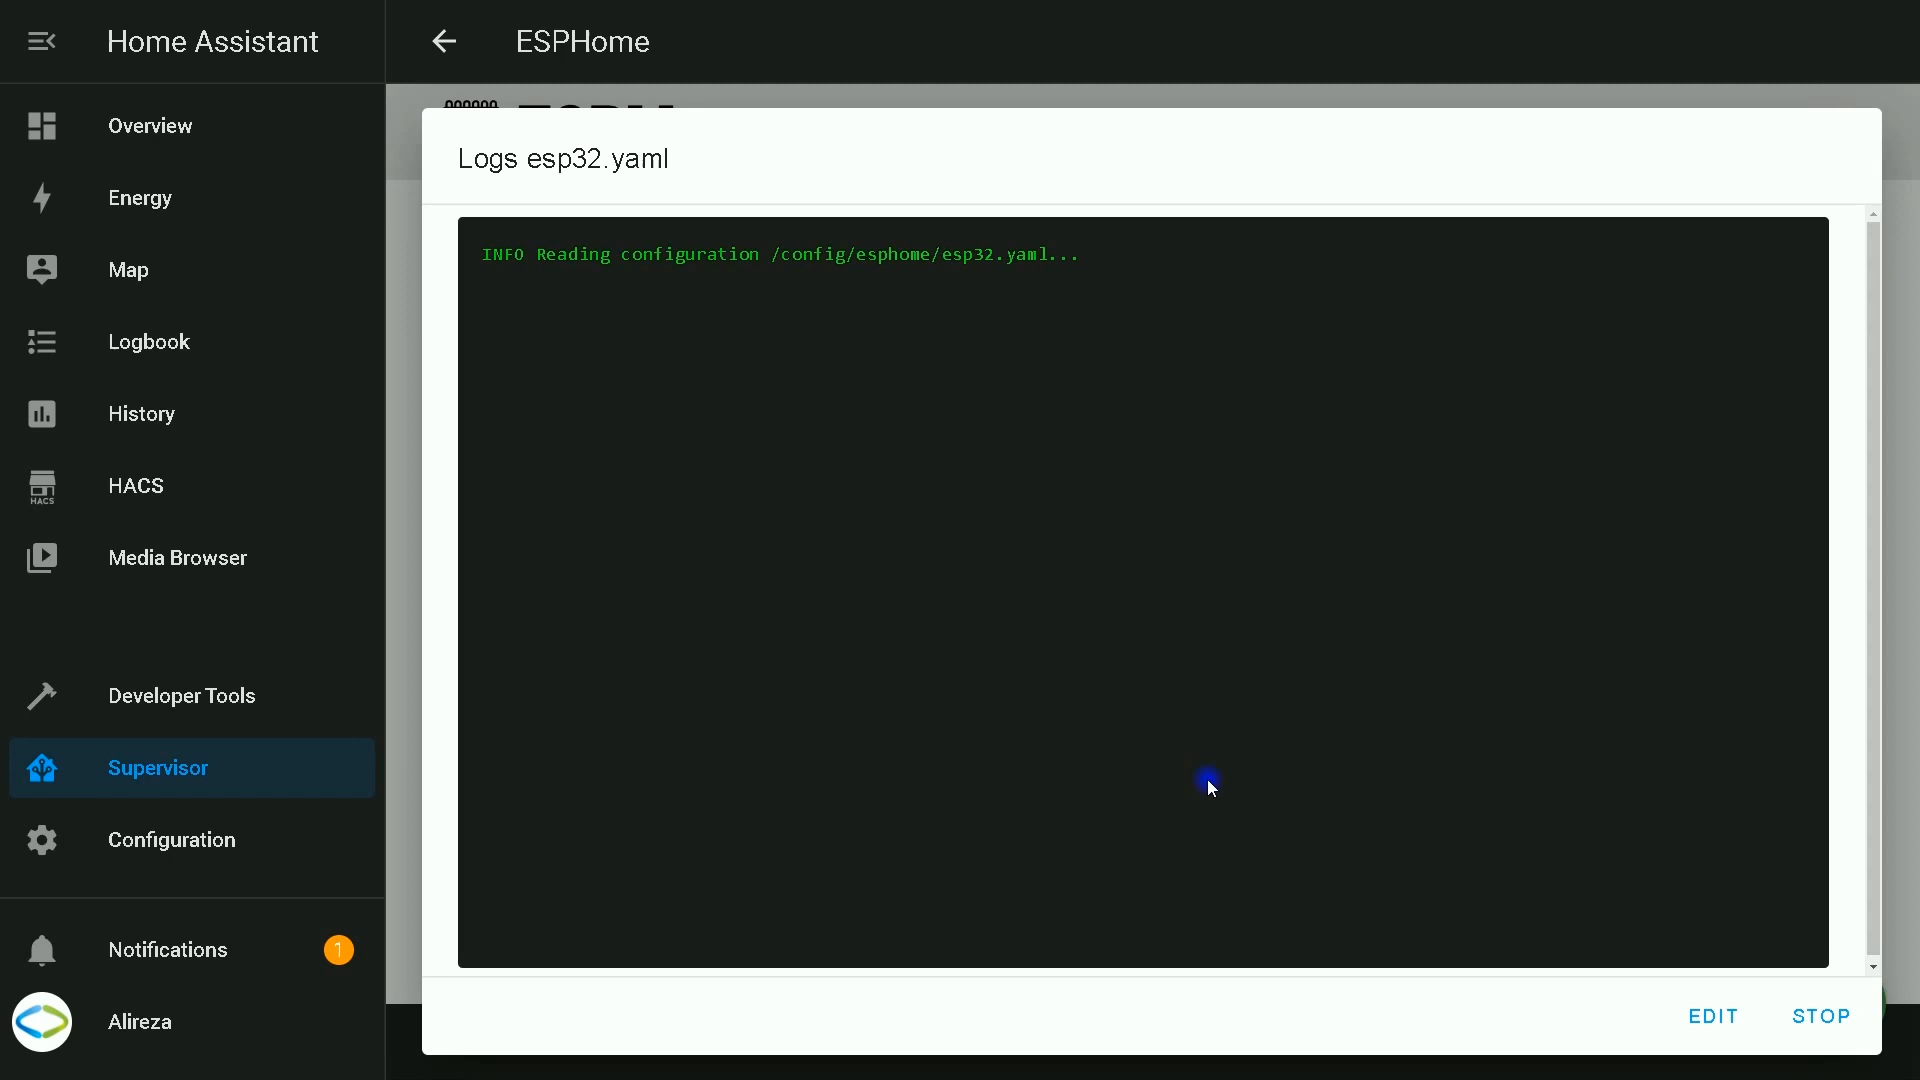 Home Assistant
ESPHome
Overview
Energy
Map
Logbook
History
HACS
HACS
Media Browser
Developer Tools
Supervisor
Configuration
Notifications
1
Alireza
Logs esp32.yaml
INFO Reading configuration /config/esphome/esp32.yaml...
EDIT
STOP